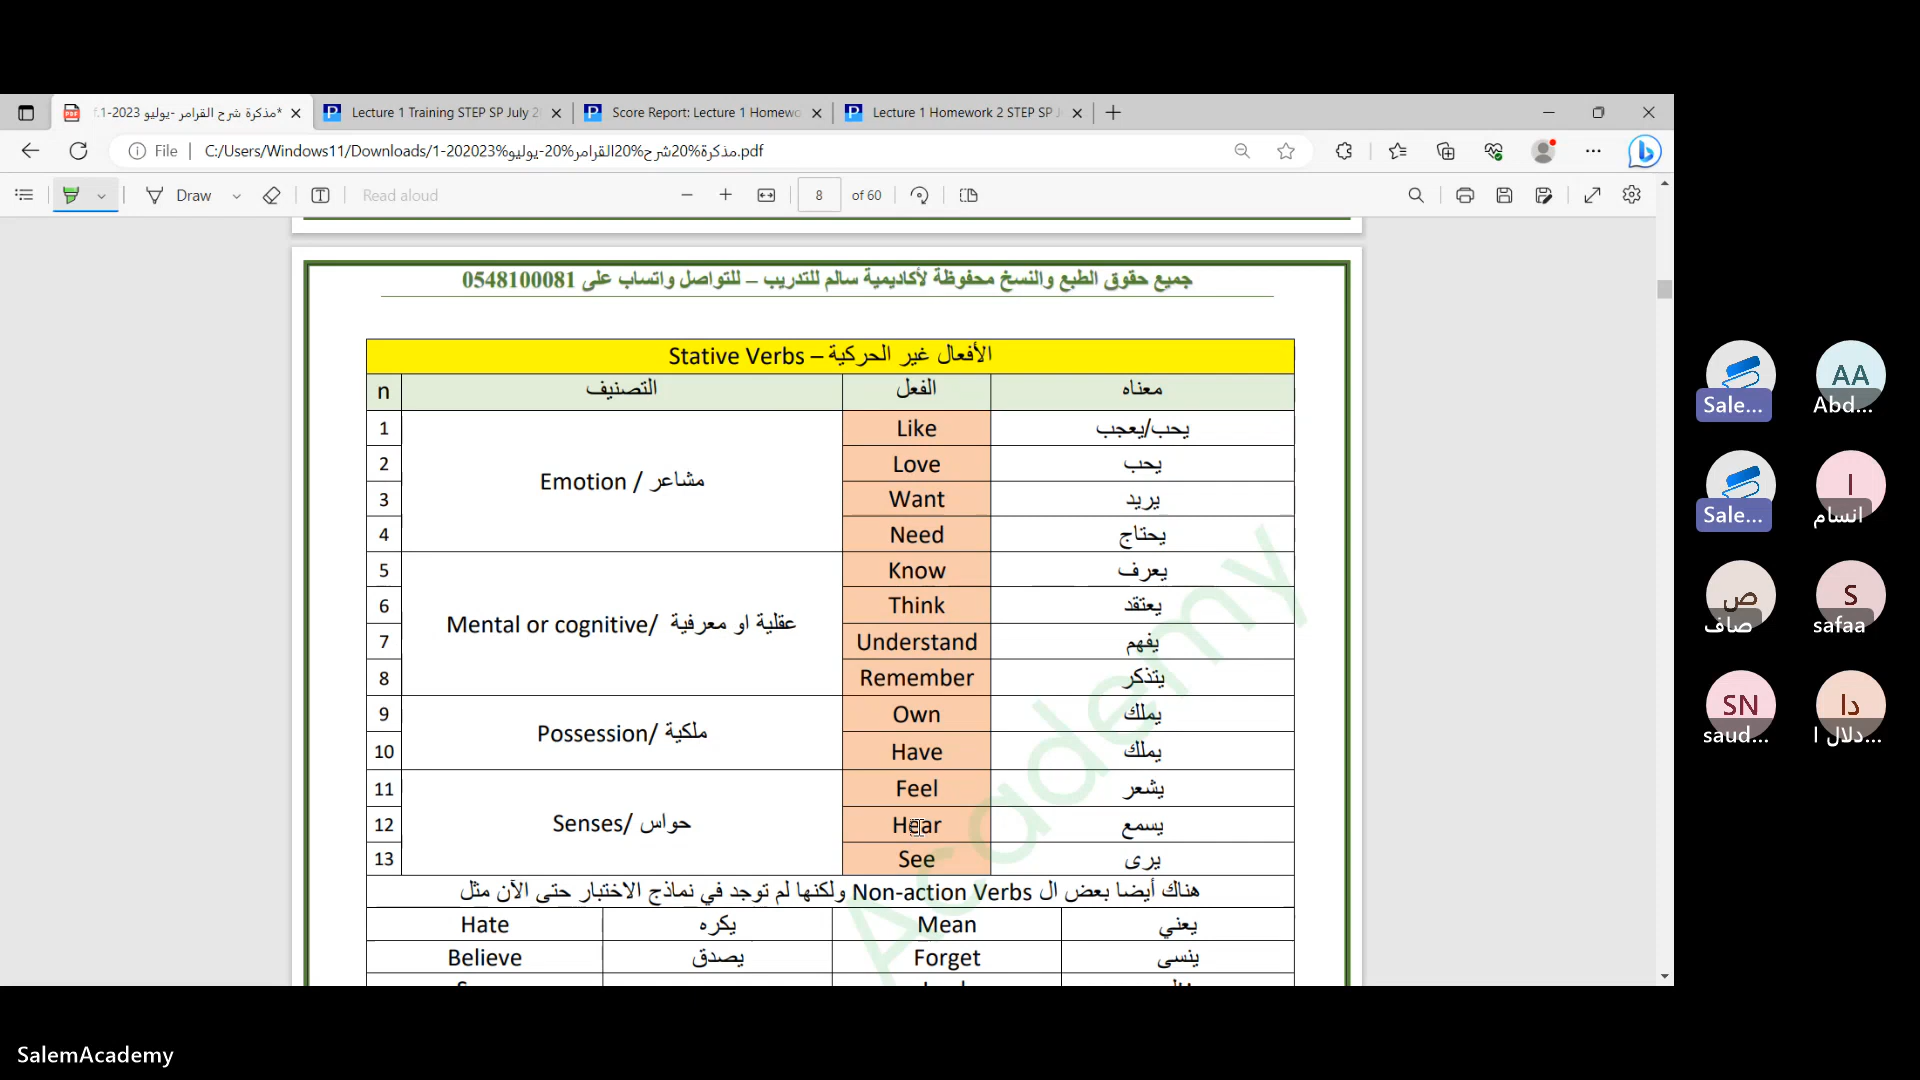 *مذكرة شرح القرامر -يوليو 2023-1.f
Lecture 1 Training STEP SP July 2
Score Report: Lecture 1 Homewo
Lecture 1 Homework 2 STEP SP J
File
C:/Users/Windows11/Downloads/1-202023%مذكرة%20شرح%20القرامر%20-يوليو.pdf
Draw
Read aloud
8 of 60
جميع حقوق الطبع والنسخ محفوظة لأكاديمية سالم للتدريب – للتواصل واتساب على 0548100081
Stative Verbs – الأفعال غير الحركية
n التصنيف الفعل معناه
1 Emotion / مشاعر Like يحب/يعجب
2 Love يحب
3 Want يريد
4 Need يحتاج
5 Mental or cognitive/ عقلية او معرفية Know يعرف
6 Think يعتقد
7 Understand يفهم
8 Remember يتذكر
9 Possession/ ملكية Own يملك
10 Have يملك
11 Senses/ حواس Feel يشعر
12 Hear يسمع
13 See يرى
هناك أيضا بعض ال Non-action Verbs ولكنها لم توجد في نماذج الاختبار حتى الآن مثل
Hate يكره Mean يعني
Believe يصدق Forget ينسى
Academy
Sale...
AA
Abd...
Sale...
ا
انسام
ص
صاف
S
safaa
SN
saud...
دا
دلال ا...
SalemAcademy